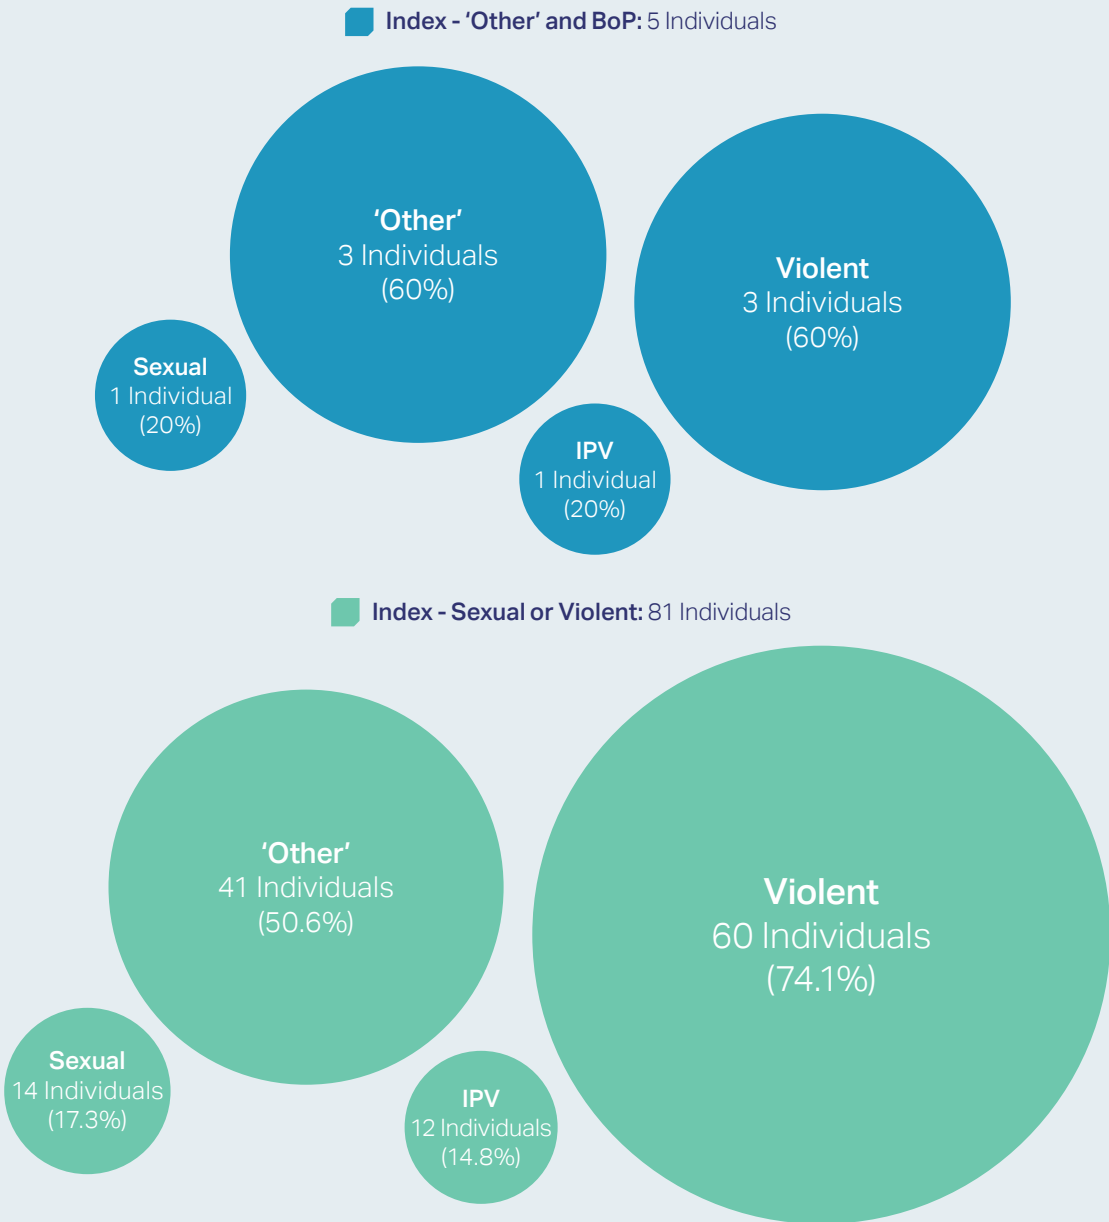 Index - ‘Other’ and BoP: 5 Individuals
‘Other’
3 Individuals
(60%)
Violent
3 Individuals
(60%)
Sexual
1 Individual
(20%)
IPV
1 Individual
(20%)
Index - Sexual or Violent: 81 Individuals
‘Other’
41 Individuals
(50.6%)
Violent
60 Individuals
(74.1%)
Sexual
14 Individuals
(17.3%)
IPV
12 Individuals
(14.8%)